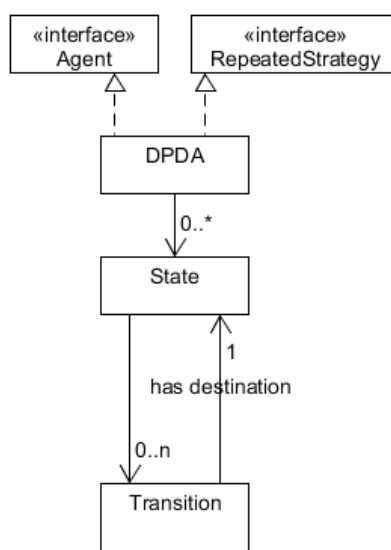 «interface»
Agent
«interface»
RepeatedStrategy
DPDA
0..*
State
1
has destination
0..n
Transition